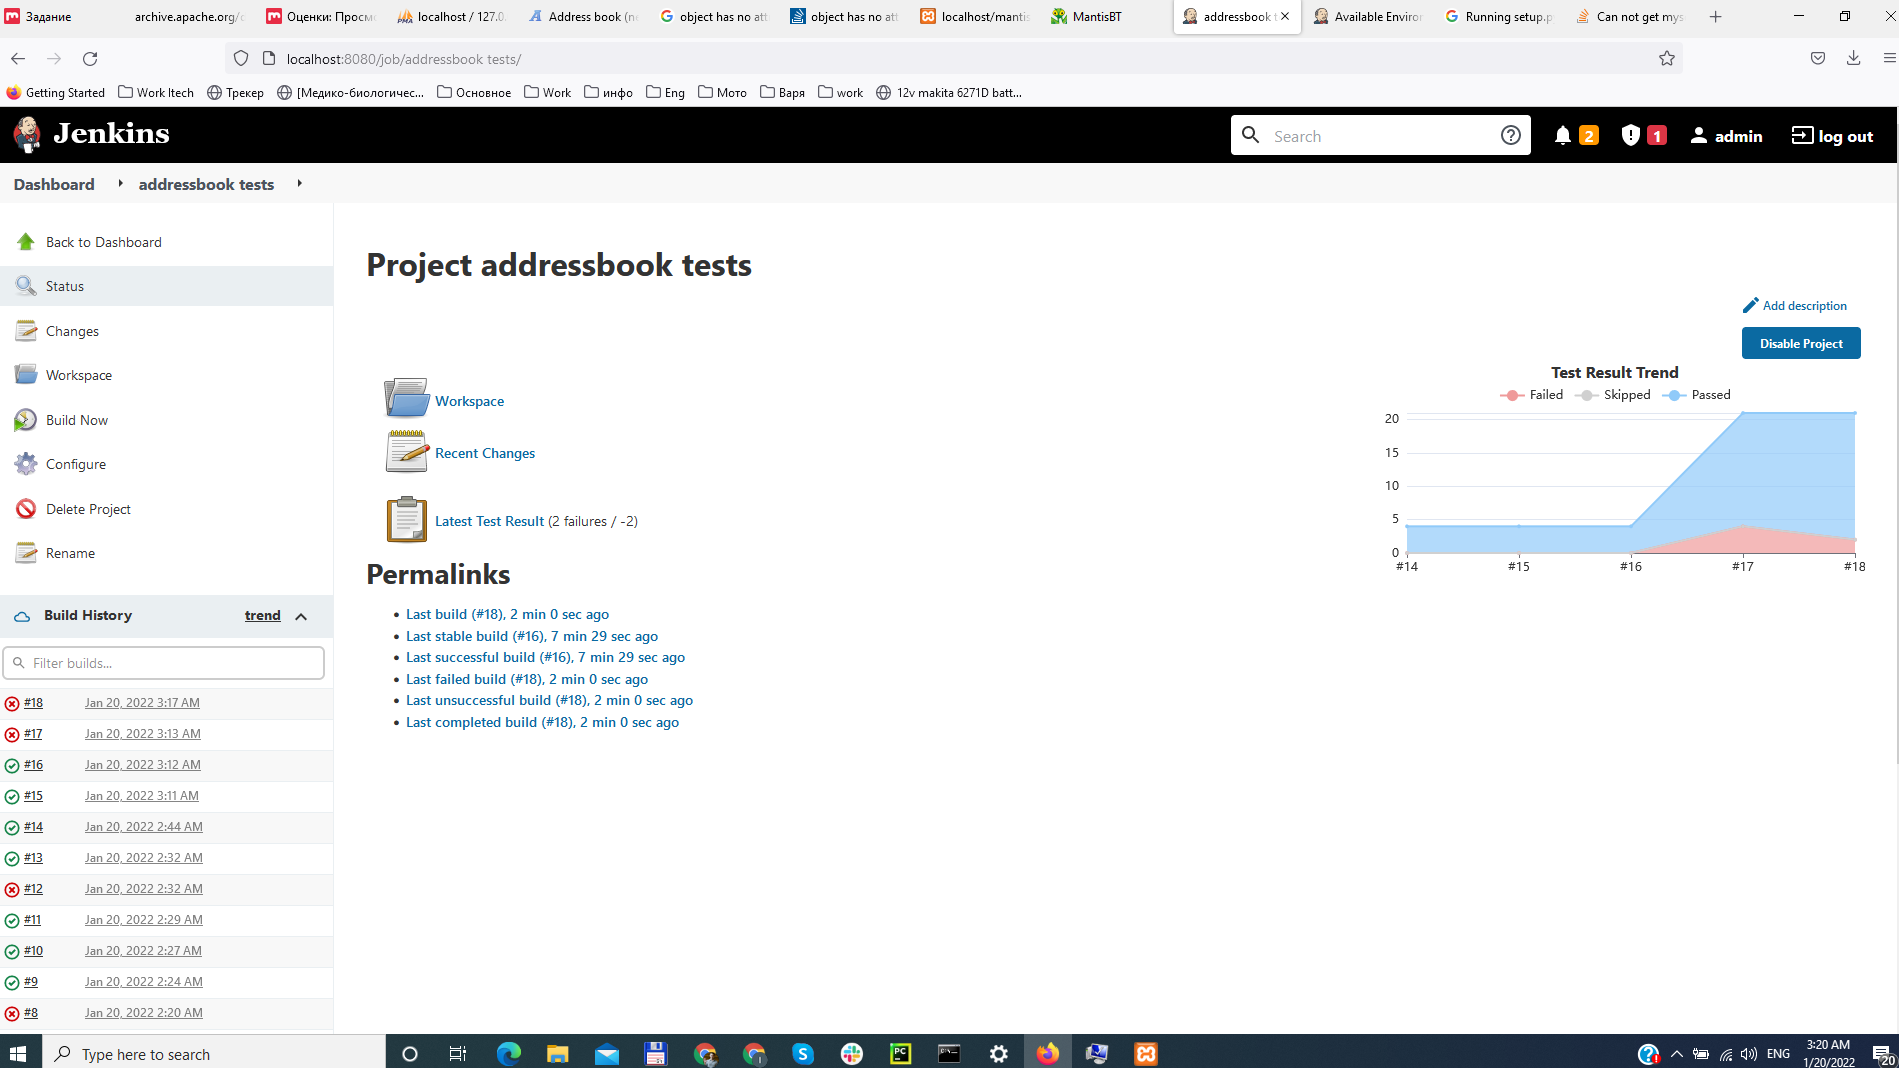 Задание
archive.apache.org/
Оценки: Просм
localhost / 127.0.
Address book (n
object has no att
object has no att
localhost/mantis
MantisBT
addressbook t
Available Enviro
Running setup.p
Can not get mys
localhost:8080/job/addressbook tests/
Getting Started
Work Itech
Трекер
[Медико-биологичес...
Основное
Work
инфо
Eng
Мото
Варя
work
12v makita 6271D batt...
Jenkins
Search
2
1
admin
log out
Dashboard
addressbook tests
Back to Dashboard
Status
Changes
Workspace
Build Now
Configure
Delete Project
Rename
Build History
trend
Filter builds...
#18 Jan 20, 2022 3:17 AM
#17 Jan 20, 2022 3:13 AM
#16 Jan 20, 2022 3:12 AM
#15 Jan 20, 2022 3:11 AM
#14 Jan 20, 2022 2:44 AM
#13 Jan 20, 2022 2:32 AM
#12 Jan 20, 2022 2:32 AM
#11 Jan 20, 2022 2:29 AM
#10 Jan 20, 2022 2:27 AM
#9 Jan 20, 2022 2:24 AM
#8 Jan 20, 2022 2:20 AM
Project addressbook tests
Add description
Disable Project
Workspace
Recent Changes
Latest Test Result (2 failures / -2)
Permalinks
Last build (#18), 2 min 0 sec ago
Last stable build (#16), 7 min 29 sec ago
Last successful build (#16), 7 min 29 sec ago
Last failed build (#18), 2 min 0 sec ago
Last unsuccessful build (#18), 2 min 0 sec ago
Last completed build (#18), 2 min 0 sec ago
Test Result Trend
Failed Skipped Passed
20
15
10
5
0
#14 #15 #16 #17 #18
Type here to search
ENG
3:20 AM
1/20/2022
20